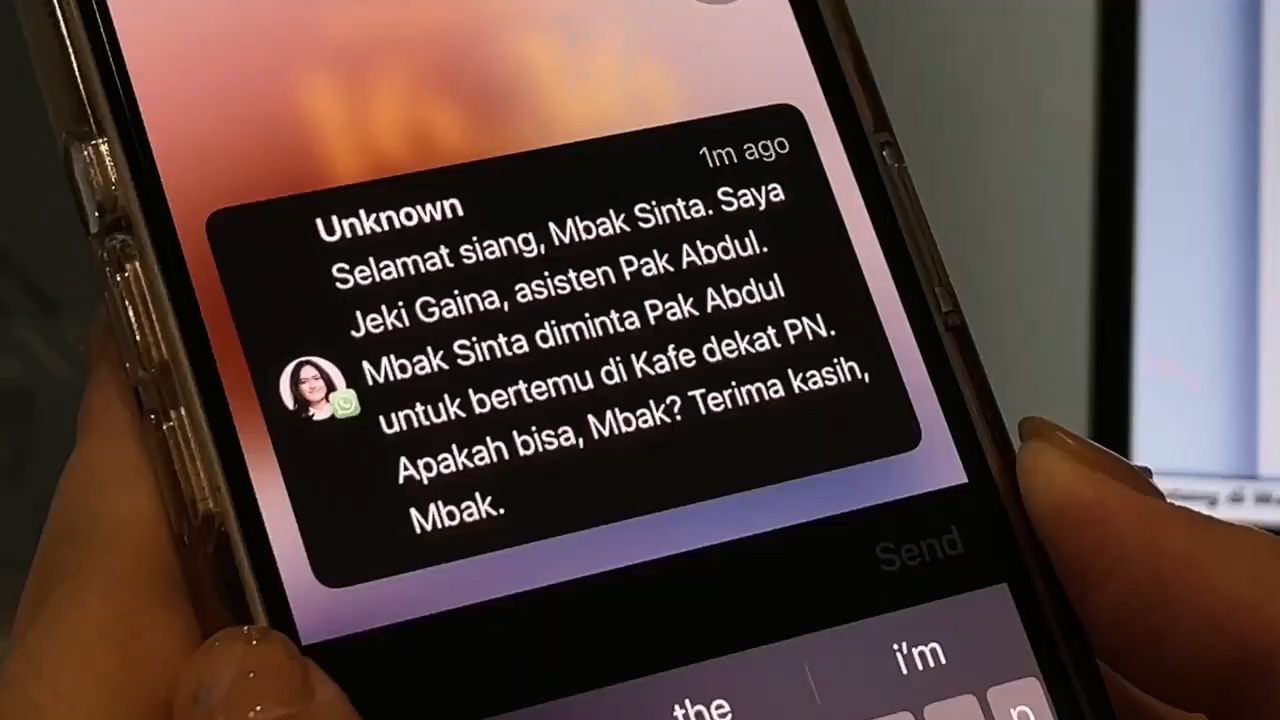 1m ago
Unknown
Selamat siang, Mbak Sinta. Saya
Jeki Gaina, asisten Pak Abdul.
Mbak Sinta diminta Pak Abdul
untuk bertemu di Kafe dekat PN.
Apakah bisa, Mbak? Terima kasih,
Mbak.
Send
the
i'm
p